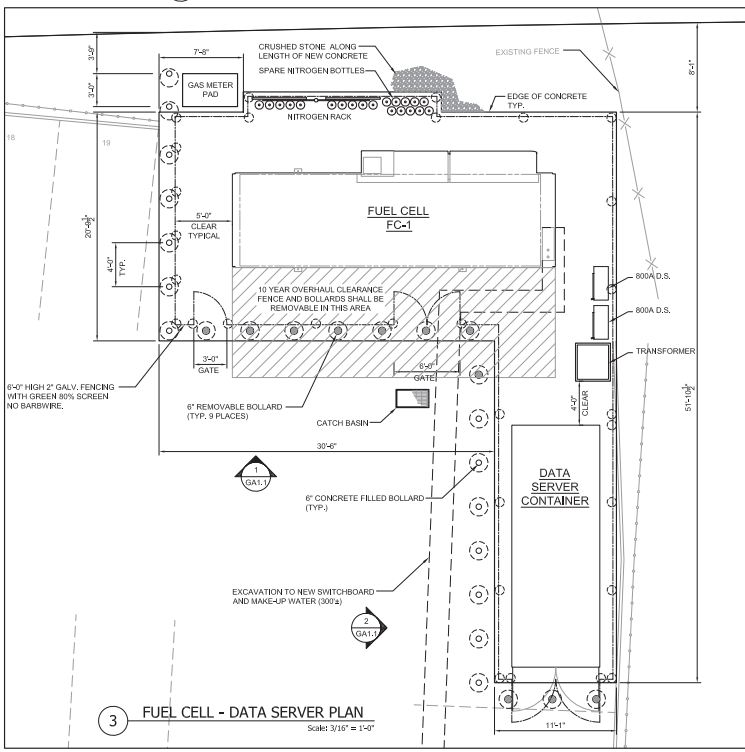 3'-9"
7'-8"
CRUSHED STONE ALONG
LENGTH OF NEW CONCRETE
SPARE NITROGEN BOTTLES
EXISTING FENCE
8'-1"
3'-0"
GAS METER
PAD
EDGE OF CONCRETE
TYP.
NITROGEN RACK
18
19
FUEL CELL
FC-1
5'-0"
CLEAR
TYPICAL
20'-9½"
4'-0"
TYP.
800A D.S.
10 YEAR OVERHAUL CLEARANCE
FENCE AND BOLLARDS SHALL BE
REMOVABLE IN THIS AREA
800A D.S.
TRANSFORMER
3'-0"
GATE
6'-0"
GATE
6'-0" HIGH 2" GALV. FENCING
WITH GREEN 80% SCREEN
NO BARBWIRE.
51'-10½"
4'-0"
CLEAR
6" REMOVABLE BOLLARD
(TYP. 9 PLACES)
CATCH BASIN
30'-6"
1
GA1.1
DATA
SERVER
CONTAINER
6" CONCRETE FILLED BOLLARD
(TYP.)
EXCAVATION TO NEW SWITCHBOARD
AND MAKE-UP WATER (300'±)
2
GA1.1
3
FUEL CELL - DATA SERVER PLAN
Scale: 3/16" = 1'-0"
11'-1"